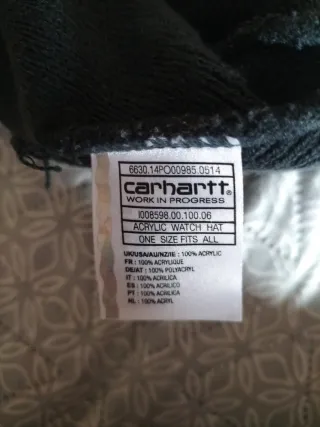 6630.14PO00985.0514
carhartt®
WORK IN PROGRESS
I008598.00.100.06
ACRYLIC WATCH HAT
ONE SIZE FITS ALL
UK/USA/AU/NZ/IE : 100% ACRYLIC
FR : 100% ACRYLIQUE
DE/AT : 100% POLYACRYL
IT : 100% ACRILICA
ES : 100% ACRILICO
PT : 100% ACRILICA
NL : 100% ACRYL